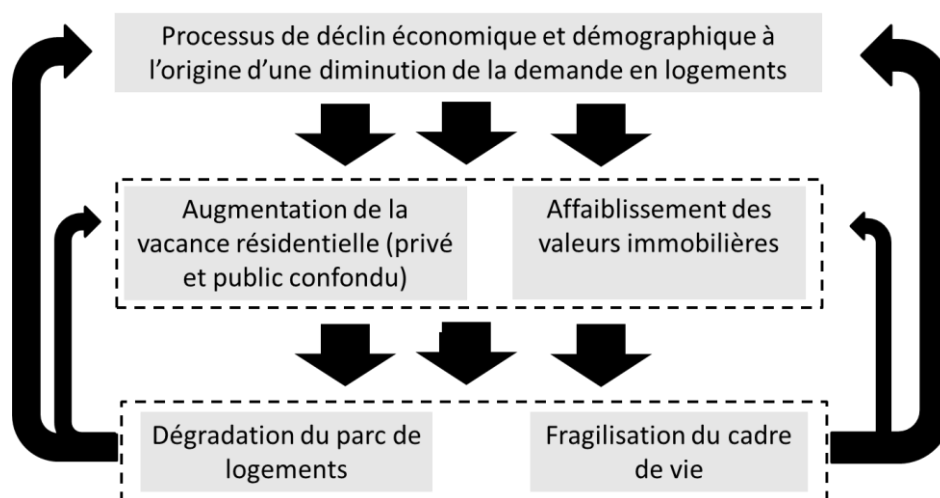 Processus de déclin économique et démographique à
l'origine d'une diminution de la demande en logements
Augmentation de la
vacance résidentielle (privé
et public confondu)
Affaiblissement des
valeurs immobilières
Dégradation du parc de
logements
Fragilisation du cadre
de vie